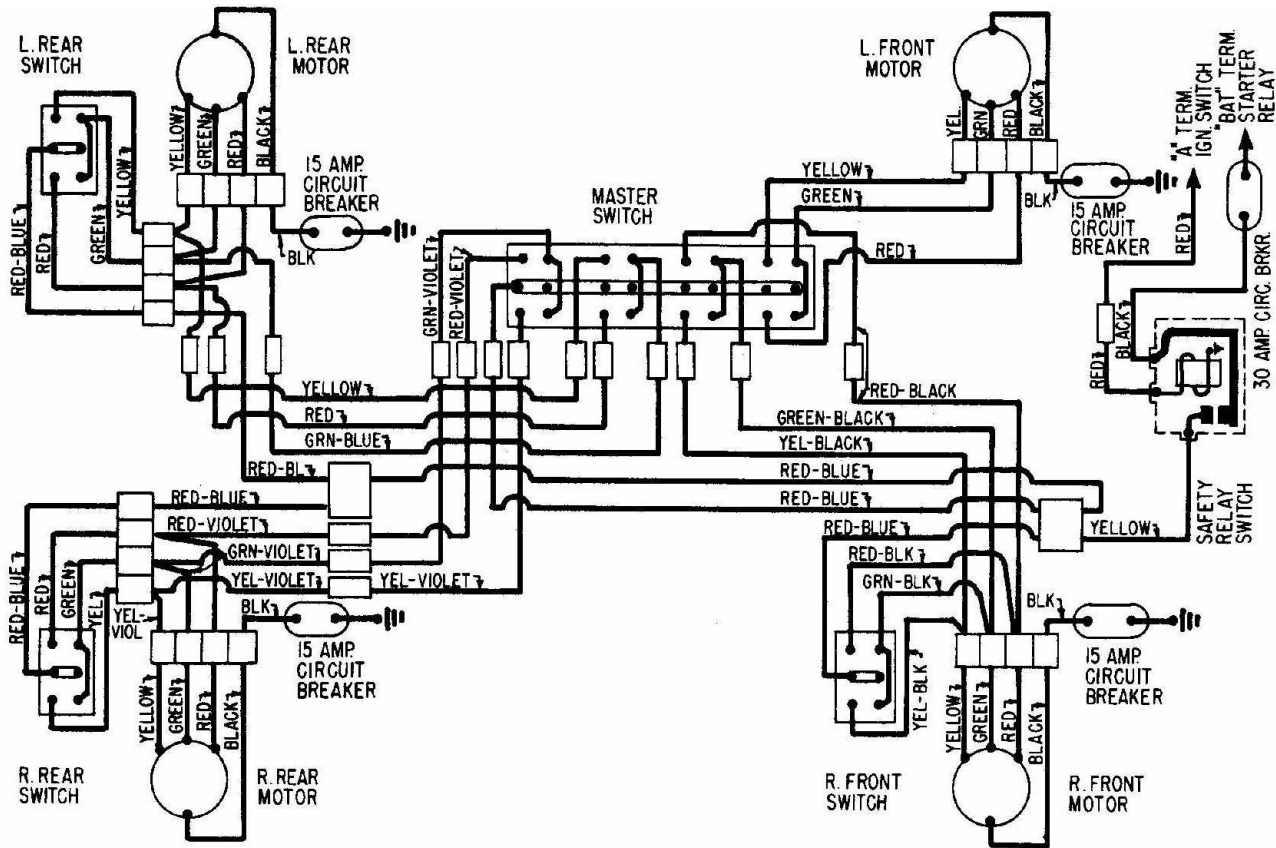 L. REAR
SWITCH
L. REAR
MOTOR
YELLOW
GREEN
RED
BLACK
15 AMP.
CIRCUIT
BREAKER
BLK
RED-BLUE
RED
GREEN
YELLOW
MASTER
SWITCH
GRN-VIOLET
RED-VIOLET
L. FRONT
MOTOR
YEL.
GRN
RED
BLACK
YELLOW
GREEN
RED
BLK
15 AMP.
CIRCUIT
BREAKER
"A" TERM.
IGN. SWITCH
"BAT" TERM.
STARTER
RELAY
RED
BLACK
RED
30 AMP. CIRC. BRKR.
SAFETY
RELAY
SWITCH
YELLOW
RED
GRN-BLUE
RED-BL
RED-BLACK
GREEN-BLACK
YEL-BLACK
RED-BLUE
RED-BLUE
YELLOW
RED-BLUE
RED-VIOLET
GRN-VIOLET
YEL-VIOLET
YEL-VIOLET
RED-BLUE
RED
GREEN
YEL
YEL-
VIOL
BLK
15 AMP.
CIRCUIT
BREAKER
YELLOW
GREEN
RED
BLACK
R. REAR
SWITCH
R. REAR
MOTOR
RED-BLUE
RED-BLK
GRN-BLK
YEL-BLK
BLK
15 AMP.
CIRCUIT
BREAKER
YELLOW
GREEN
RED
BLACK
R. FRONT
SWITCH
R. FRONT
MOTOR